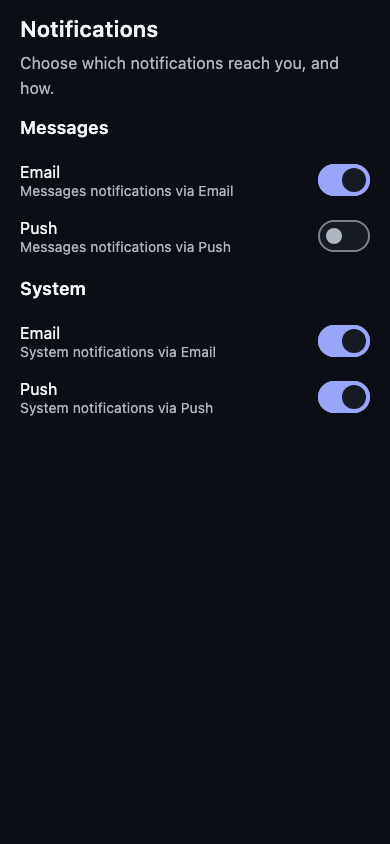 Notifications
Choose which notifications reach you, and
how.
Messages
Email
Messages notifications via Email
Push
Messages notifications via Push
System
Email
System notifications via Email
Push
System notifications via Push